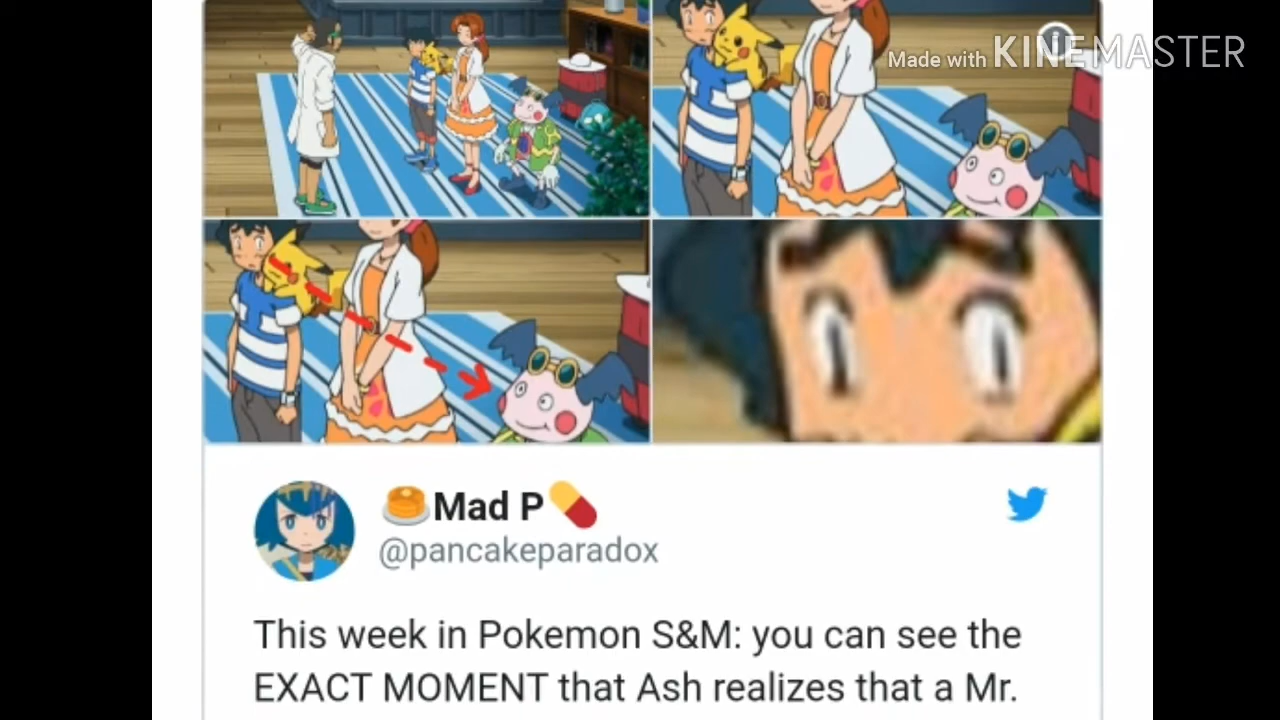 Made with KINEMASTER
Mad P
@pancakeparadox
This week in Pokemon S&M: you can see the
EXACT MOMENT that Ash realizes that a Mr.